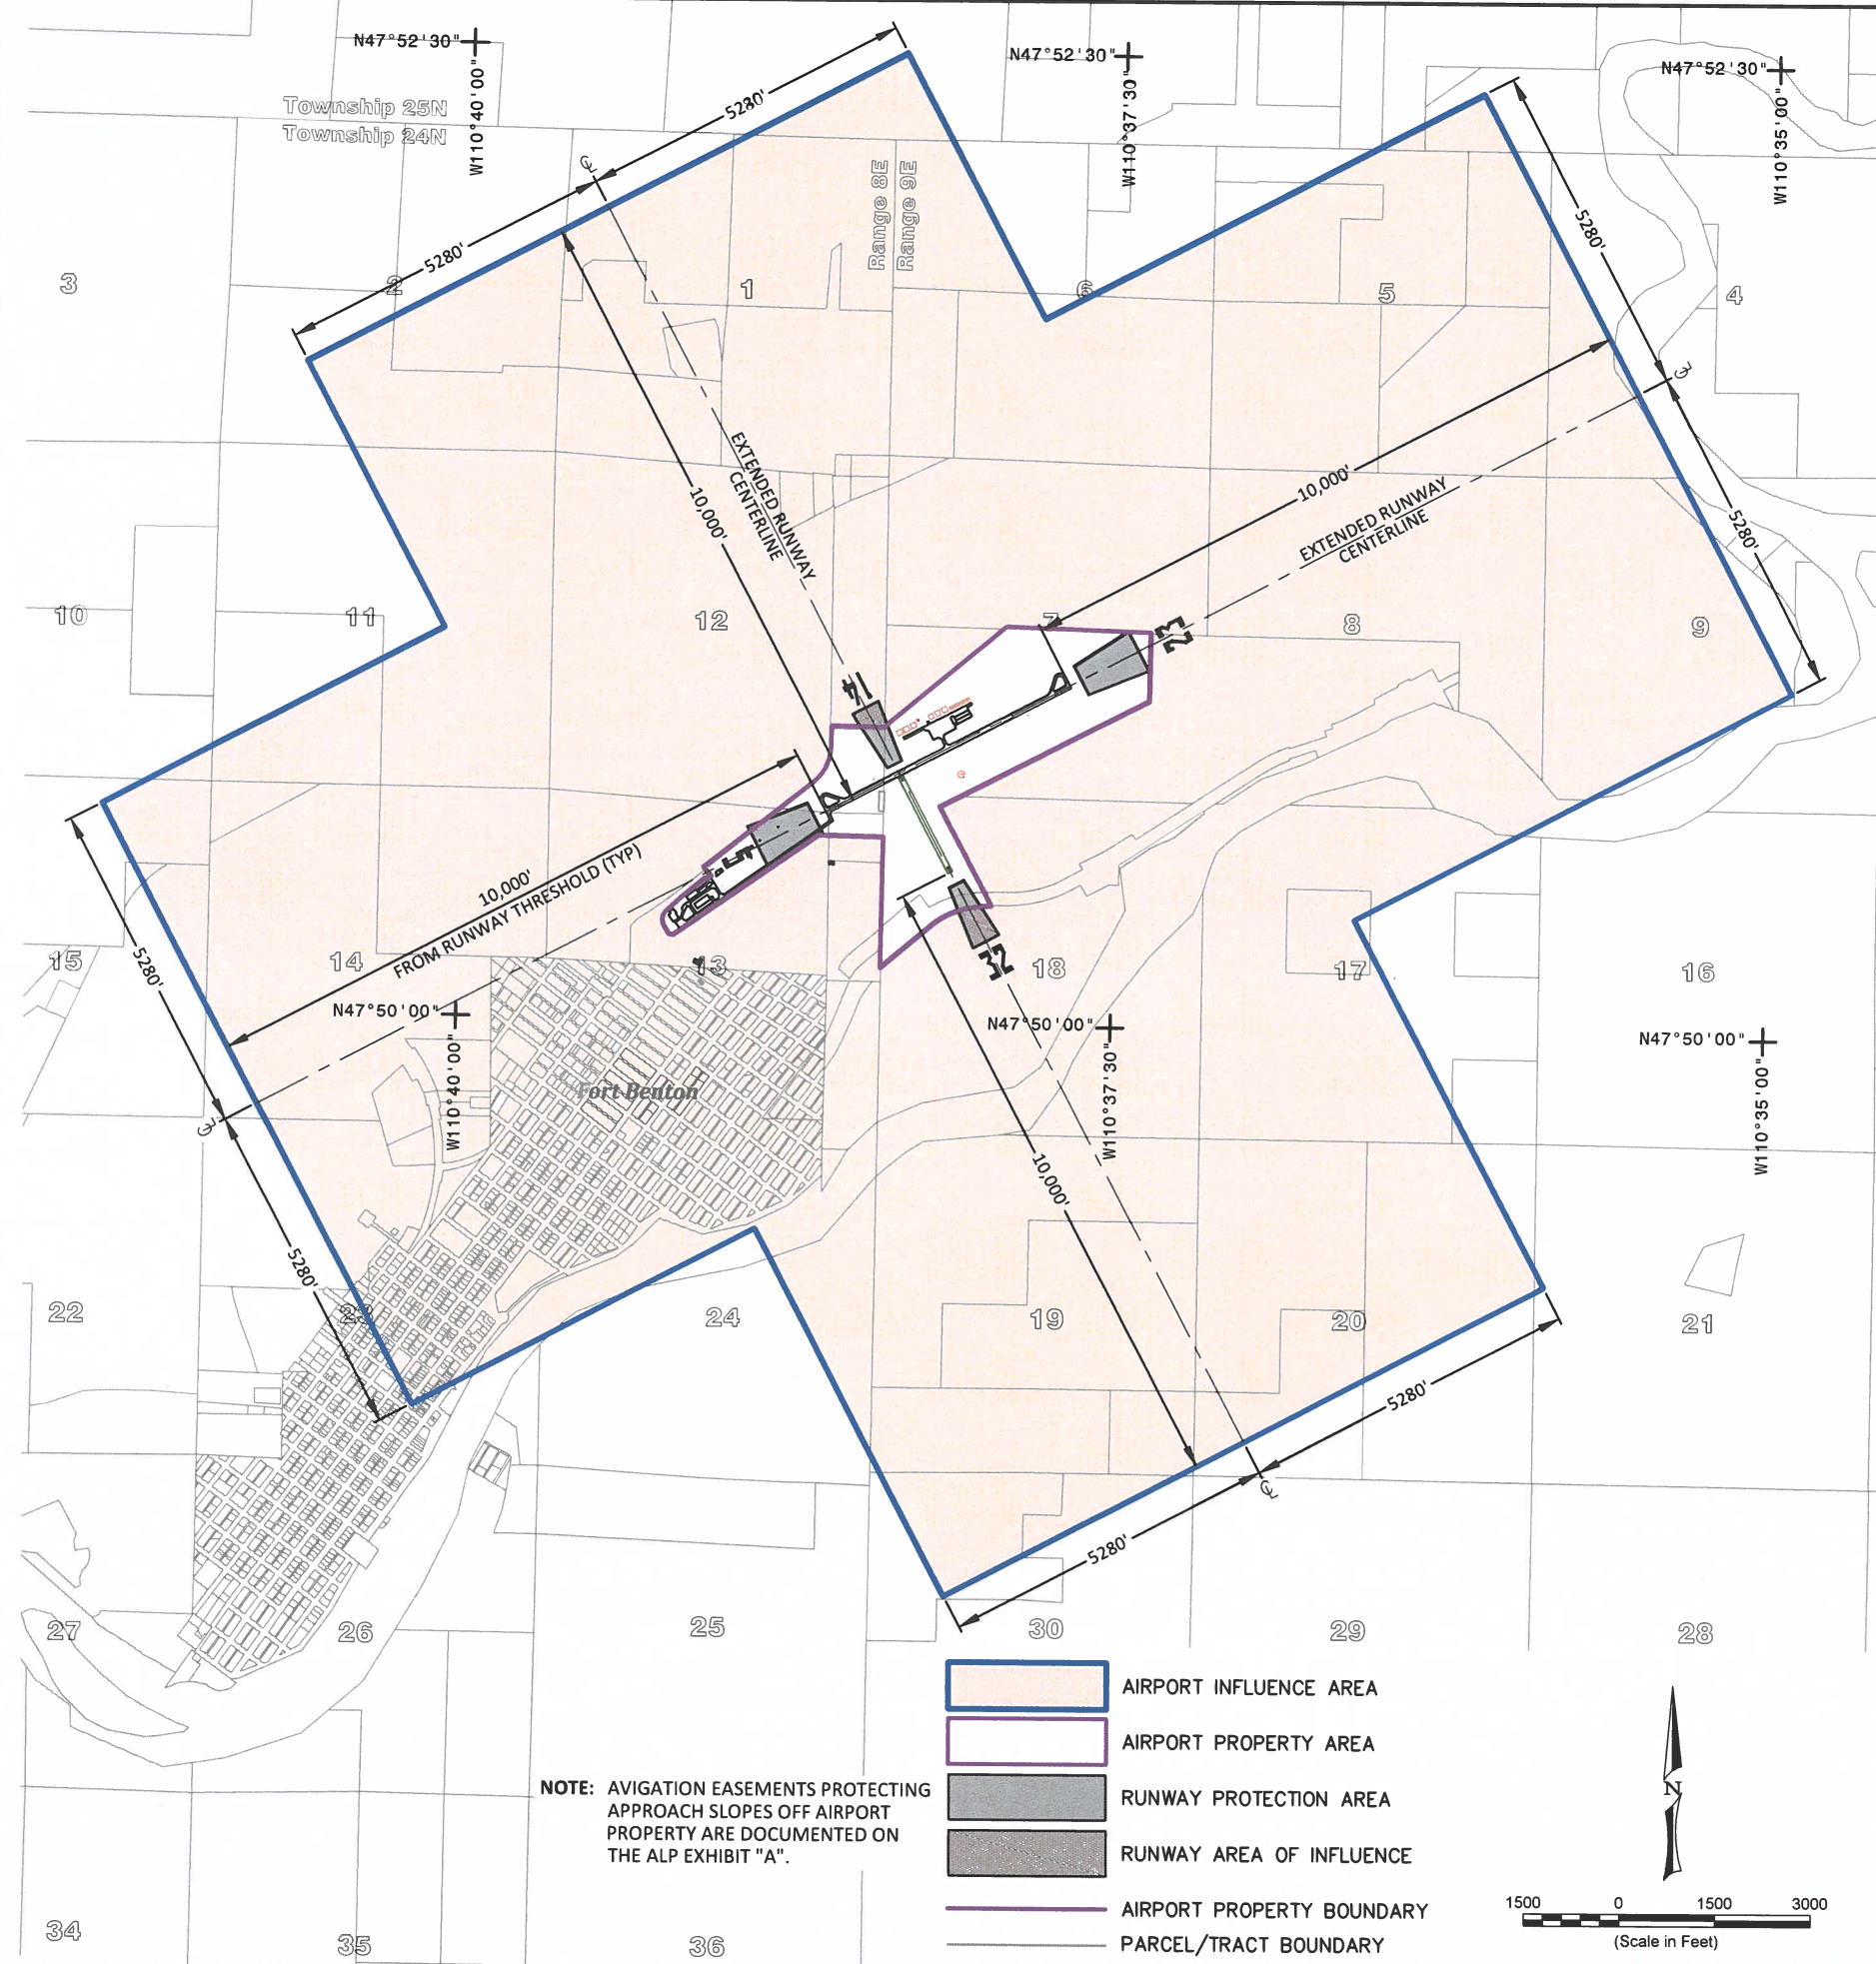 N47°52'30"
N47°52'30"
N47°52'30"
W110°40'00"
W110°37'30"
W110°35'00"
Township 25N
Township 24N
Range 8E
Range 9E
5280'
5280'
5280'
5280'
℄
℄
3
2
1
6
5
4
EXTENDED RUNWAY
CENTERLINE
10,000'
10,000'
EXTENDED RUNWAY
CENTERLINE
10
11
12
7
8
9
14
23
10,000'
FROM RUNWAY THRESHOLD (TYP)
5
32
15
14
13
18
17
16
5280'
5280'
℄
N47°50'00"
N47°50'00"
N47°50'00"
W110°40'00"
W110°37'30"
W110°35'00"
Fort Benton
10,000'
22
23
24
19
20
21
5280'
5280'
℄
27
26
25
30
29
28
34
35
36
AIRPORT INFLUENCE AREA
AIRPORT PROPERTY AREA
RUNWAY PROTECTION AREA
RUNWAY AREA OF INFLUENCE
AIRPORT PROPERTY BOUNDARY
PARCEL/TRACT BOUNDARY
NOTE: AVIGATION EASEMENTS PROTECTING
APPROACH SLOPES OFF AIRPORT
PROPERTY ARE DOCUMENTED ON
THE ALP EXHIBIT "A".
N
1500 0 1500 3000
(Scale in Feet)